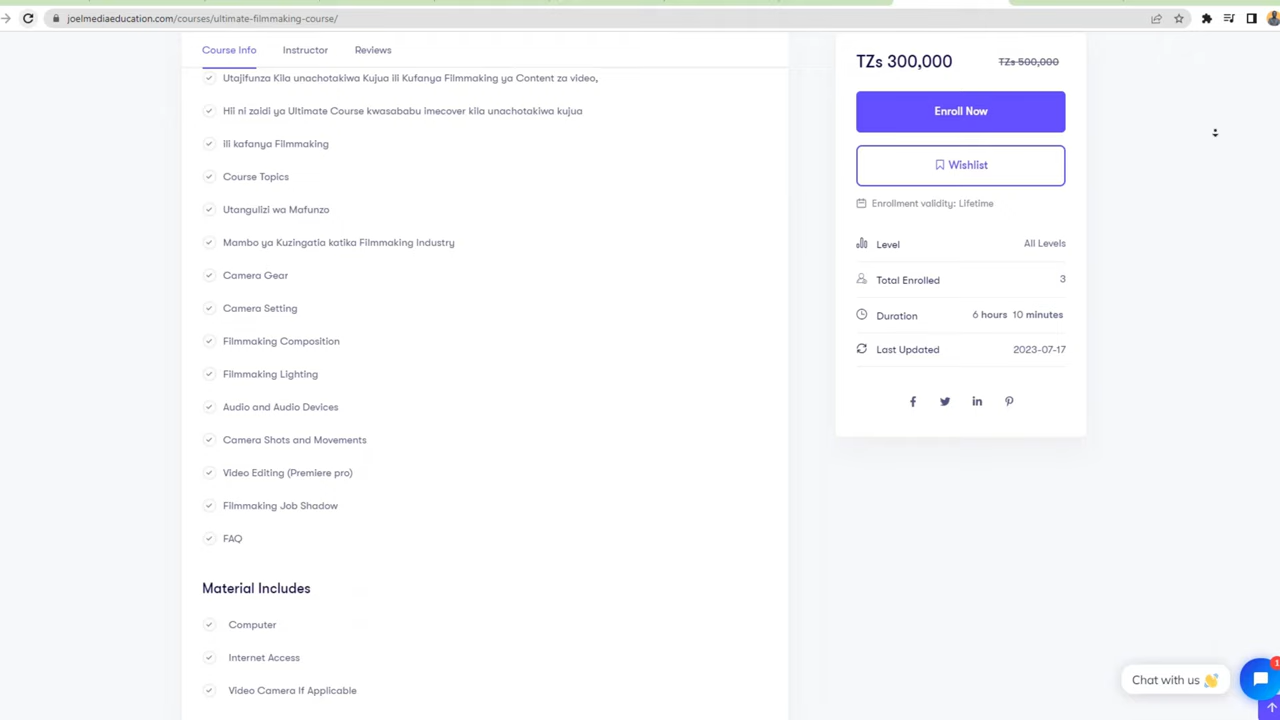 joelmediaeducation.com/courses/ultimate-filmmaking-course/
Course Info
Instructor
Reviews
Utajifunza Kila unachotakiwa Kujua ili Kufanya Filmmaking ya Content za video,
Hii ni zaidi ya Ultimate Course kwasababu imecover kila unachotakiwa kujua
Ili kafanya Filmmaking
Course Topics
Utangulizi wa Mafunzo
Mambo ya Kuzingatia katika Filmmaking Industry
Camera Gear
Camera Setting
Filmmaking Composition
Filmmaking Lighting
Audio and Audio Devices
Camera Shots and Movements
Video Editing (Premiere pro)
Filmmaking Job Shadow
FAQ
Material Includes
Computer
Internet Access
Video Camera If Applicable
TZs 300,000 TZs 500,000
Enroll Now
Wishlist
Enrollment validity: Lifetime
Level All Levels
Total Enrolled 3
Duration 6 hours 10 minutes
Last Updated 2023-07-17
Chat with us 👋
1